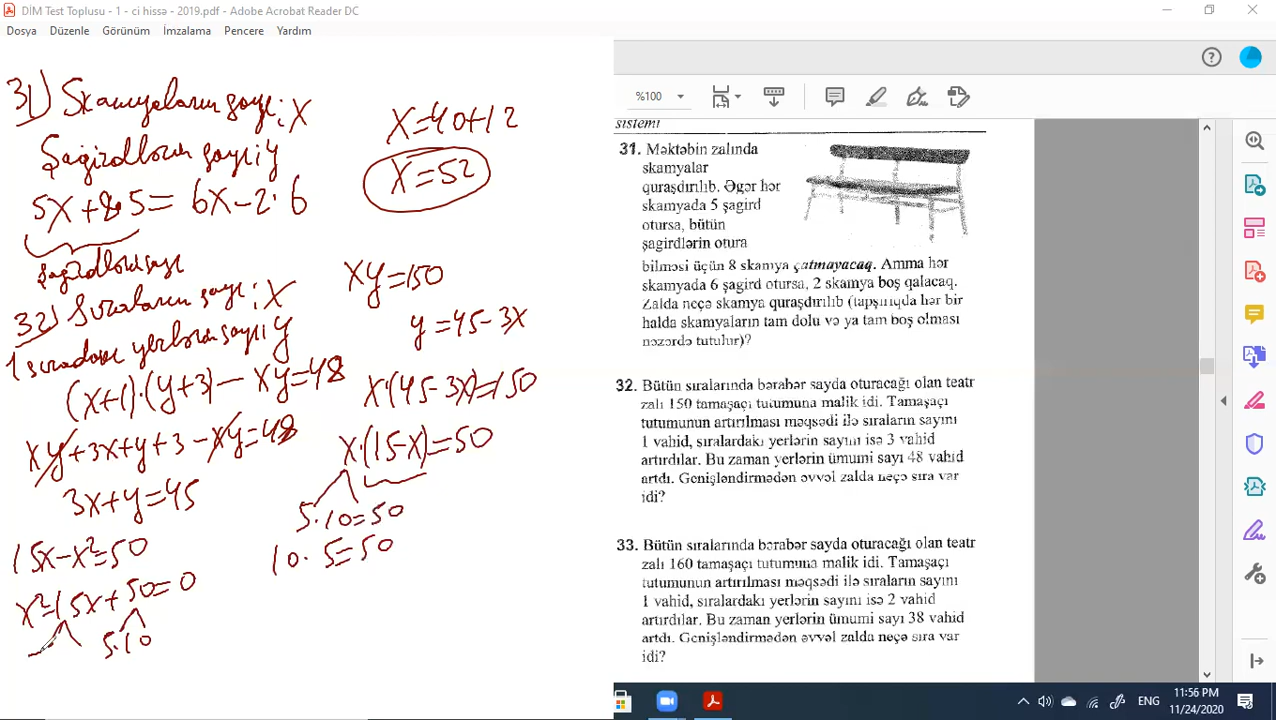 DİM Test Toplusu - 1 - ci hissə - 2019.pdf - Adobe Acrobat Reader DC
Dosya Düzenle Görünüm İmzalama Pencere Yardım
31) Skamyaların sayı: X
Şagirdlərin sayı: y
5X + 8·5 = 6X - 2·6
şagirdlərin sayı
X = 40 + 12
X = 52
32) Sıraların sayı: X
1 sıradakı yerlərin sayı: y
(x+1)·(y+3) - xy = 48
xy + 3x + y + 3 - xy = 48
3x + y = 45
15x - x² = 50
x² - 15x + 50 = 0
5·10
xy = 150
y = 45 - 3x
x·(45 - 3x) = 150
x·(15 - x) = 50
5·10 = 50
10·5 = 50
%100
sistemi
31. Məktəbin zalında
skamyalar
quraşdırılıb. Əgər hər
skamyada 5 şagird
otursa, bütün
şagirdlərin otura
bilməsi üçün 8 skamya çatmayacaq. Amma hər
skamyada 6 şagird otursa, 2 skamya boş qalacaq.
Zalda neçə skamya quraşdırılıb (tapşırıqda hər bir
halda skamyaların tam dolu və ya tam boş olması
nəzərdə tutulur)?
32. Bütün sıralarında bərabər sayda oturacağı olan teatr
zalı 150 tamaşaçı tutumuna malik idi. Tamaşaçı
tutumunun artırılması məqsədi ilə sıraların sayını
1 vahid, sıralardakı yerlərin sayını isə 3 vahid
artırdılar. Bu zaman yerlərin ümumi sayı 48 vahid
artdı. Genişləndirmədən əvvəl zalda neçə sıra var
idi?
33. Bütün sıralarında bərabər sayda oturacağı olan teatr
zalı 160 tamaşaçı tutumuna malik idi. Tamaşaçı
tutumunun artırılması məqsədi ilə sıraların sayını
1 vahid, sıralardakı yerlərin sayını isə 2 vahid
artırdılar. Bu zaman yerlərin ümumi sayı 38 vahid
artdı. Genişləndirmədən əvvəl zalda neçə sıra var
idi?
ENG
11:56 PM
11/24/2020